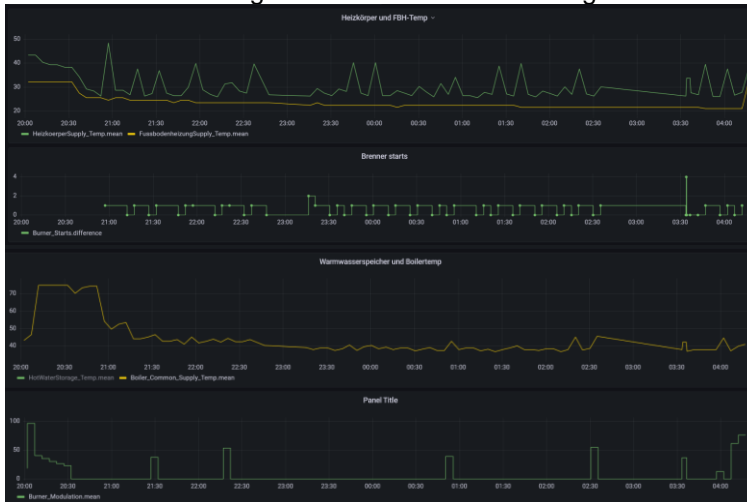 Heizkörper und FBH-Temp
50
40
30
20
20:00 20:30 21:00 21:30 22:00 22:30 23:00 23:30 00:00 00:30 01:00 01:30 02:00 02:30 03:00 03:30 04:00
HeizkoerperSupply_Temp.mean FussbodenheizungSupply_Temp.mean
Brenner starts
4
2
0
20:00 20:30 21:00 21:30 22:00 22:30 23:00 23:30 00:00 00:30 01:00 01:30 02:00 02:30 03:00 03:30 04:00
Burner_Starts.difference
Warmwasserspeicher und Boilertemp
70
60
50
40
20:00 20:30 21:00 21:30 22:00 22:30 23:00 23:30 00:00 00:30 01:00 01:30 02:00 02:30 03:00 03:30 04:00
HotWaterStorage_Temp.mean Boiler_Common_Supply_Temp.mean
Panel Title
100
50
0
20:00 20:30 21:00 21:30 22:00 22:30 23:00 23:30 00:00 00:30 01:00 01:30 02:00 02:30 03:00 03:30 04:00
Burner_Modulation.mean